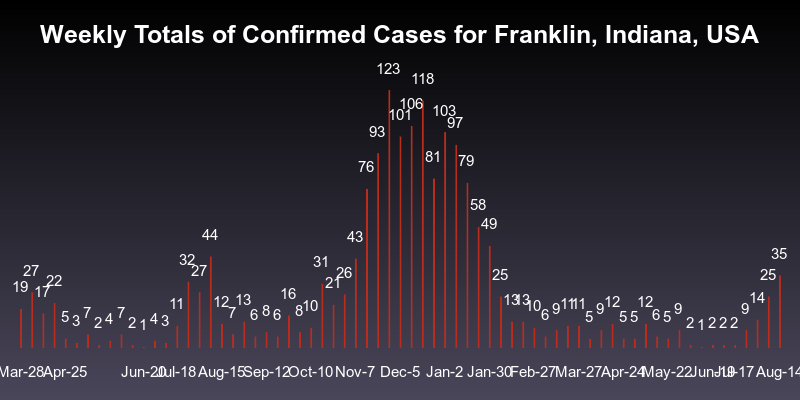 Weekly Totals of Confirmed Cases for Franklin, Indiana, USA
19 27 17 22 5 3 7 2 4 7 2 1 4 3 11 32 27 44 12 7 13 6 8 6 16 8 10 31 21 26 43 76 93 123 101 106 118 81 103 97 79 58 49 25 13 13 10 6 9 11 11 5 9 12 5 5 12 6 5 9 2 1 2 2 2 9 14 25 35
Mar-28 Apr-25 Jun-20 Jul-18 Aug-15 Sep-12 Oct-10 Nov-7 Dec-5 Jan-2 Jan-30 Feb-27 Mar-27 Apr-24 May-22 Jun-19 Jul-17 Aug-14